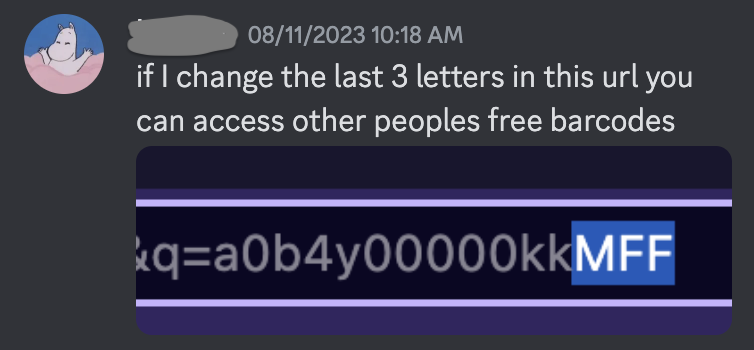 08/11/2023 10:18 AM
if I change the last 3 letters in this url you
can access other peoples free barcodes
&q=a0b4y00000kkMFF